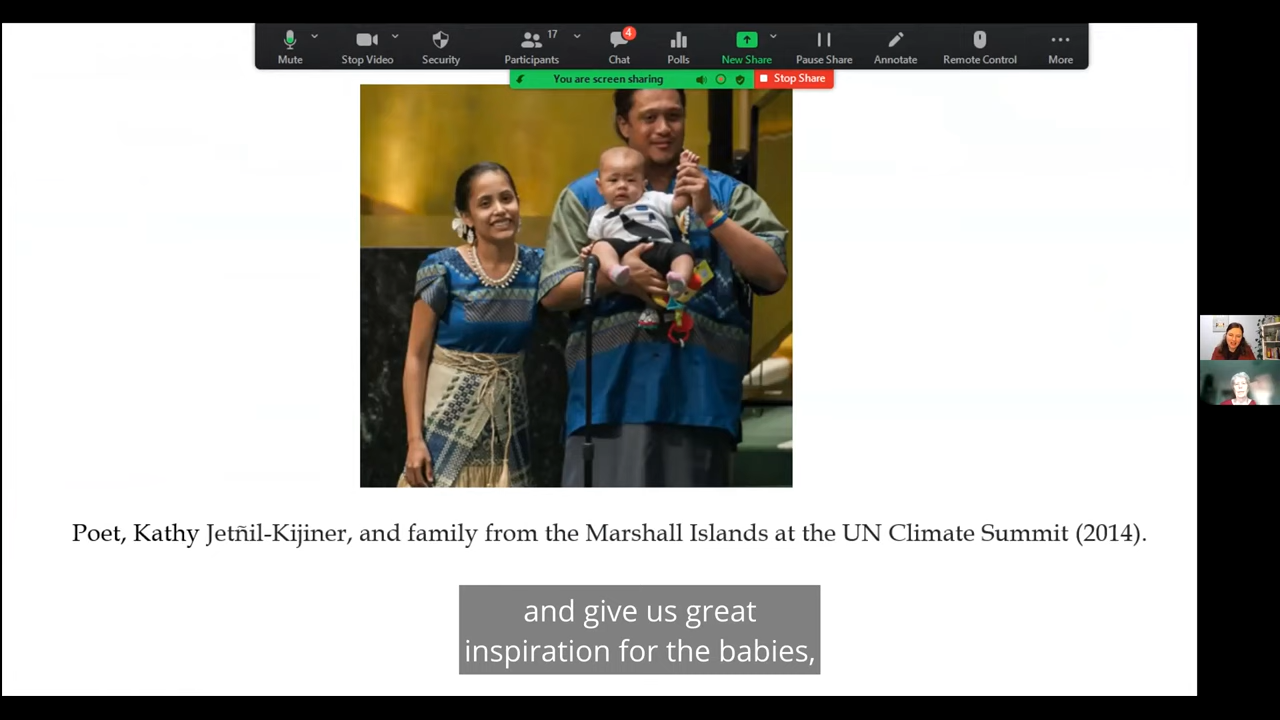 17
4
Mute
Stop Video
Security
Participants
Chat
Polls
New Share
Pause Share
Annotate
Remote Control
More
You are screen sharing
Stop Share
Poet, Kathy Jetñil-Kijiner, and family from the Marshall Islands at the UN Climate Summit (2014).
and give us great
inspiration for the babies,